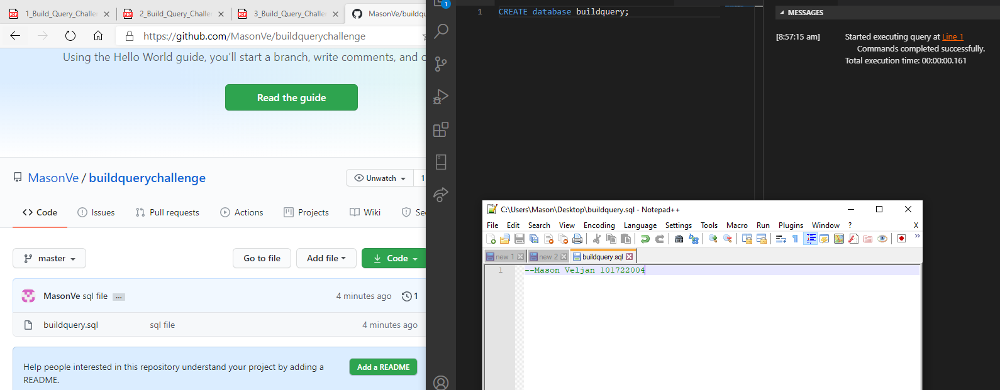 1_Build_Query_Challe
2_Build_Query_Challe
3_Build_Query_Challe
MasonVe/buildqu
https://github.com/MasonVe/buildquerychallenge
Using the Hello World guide, you'll start a branch, write comments, and
Read the guide
MasonVe / buildquerychallenge
Unwatch
1
Code
Issues
Pull requests
Actions
Projects
Wiki
Se
master
Go to file
Add file
Code
MasonVe sql file ...
4 minutes ago
1
buildquery.sql
sql file
4 minutes ago
Help people interested in this repository understand your project by adding a
README.
Add a README
1
1 CREATE database buildquery;
MESSAGES
[8:57:15 am] Started executing query at Line 1
Commands completed successfully.
Total execution time: 00:00:00.161
C:\Users\Mason\Desktop\buildquery.sql - Notepad++
File Edit Search View Encoding Language Settings Tools Macro Run Plugins Window ? X
new 1
new 2
buildquery.sql
1 --Mason Veljan 101722004